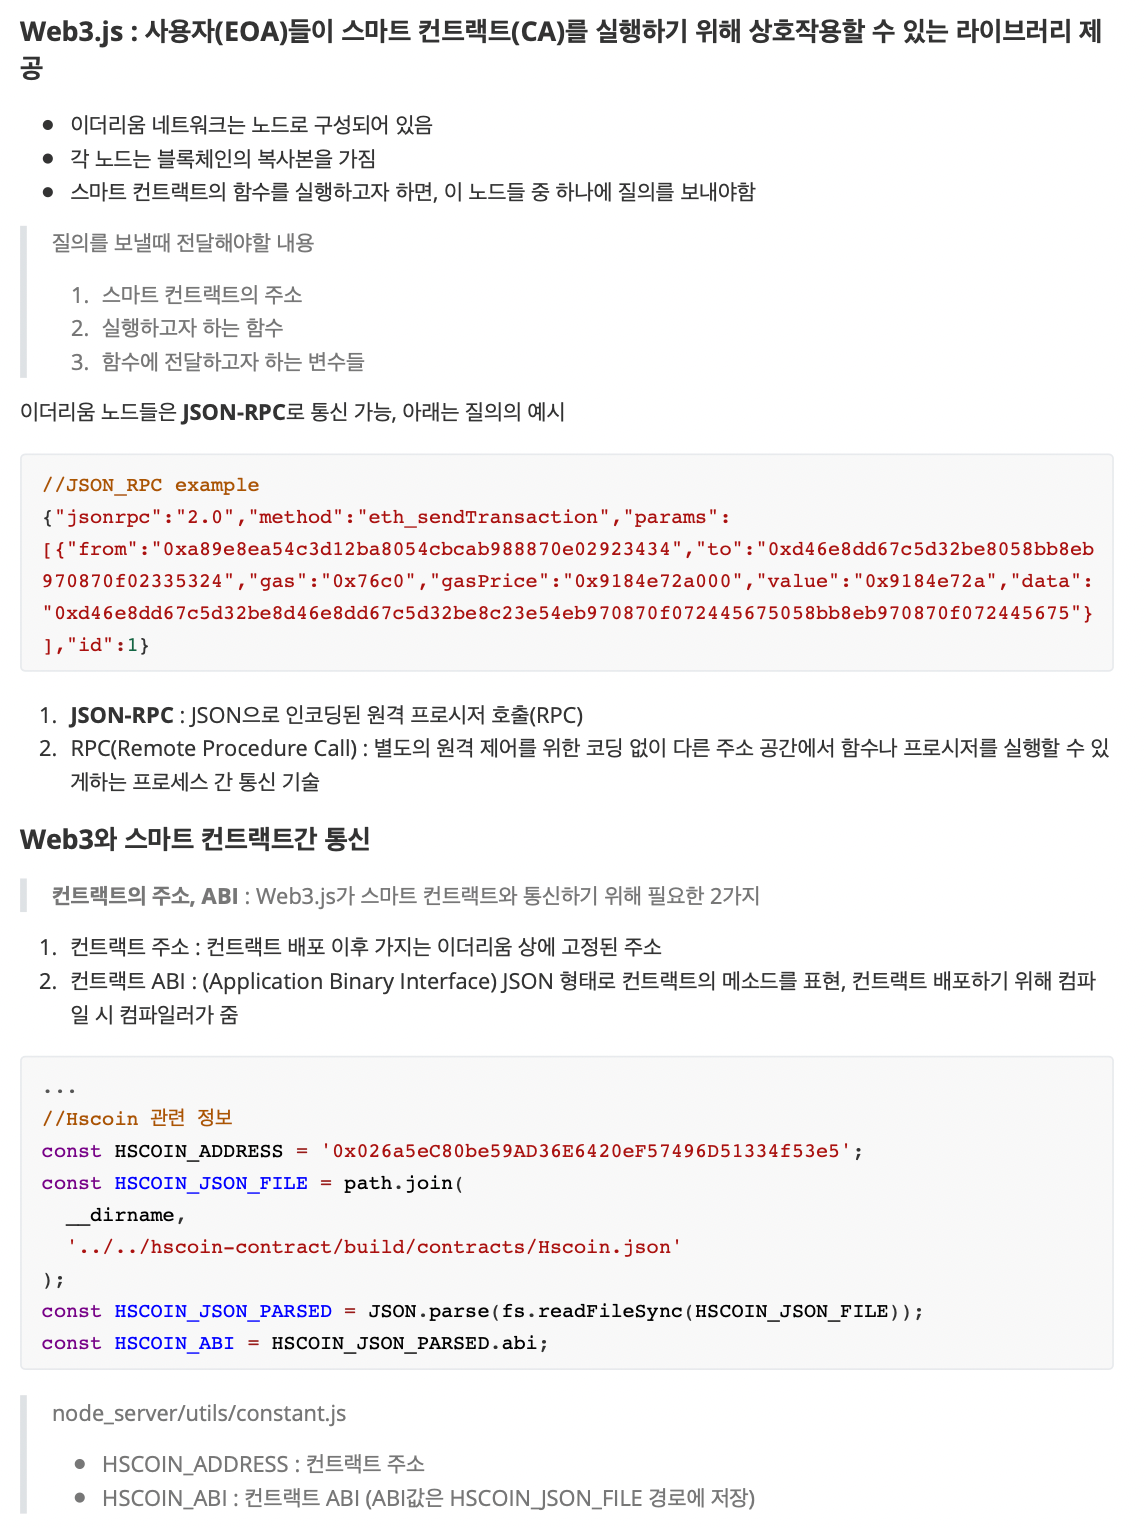 Web3.js : 사용자(EOA)들이 스마트 컨트랙트(CA)를 실행하기 위해 상호작용할 수 있는 라이브러리 제
공
● 이더리움 네트워크는 노드로 구성되어 있음
● 각 노드는 블록체인의 복사본을 가짐
● 스마트 컨트랙트의 함수를 실행하고자 하면, 이 노드들 중 하나에 질의를 보내야함
질의를 보낼때 전달해야할 내용
1. 스마트 컨트랙트의 주소
2. 실행하고자 하는 함수
3. 함수에 전달하고자 하는 변수들
이더리움 노드들은 JSON-RPC로 통신 가능, 아래는 질의의 예시
//JSON_RPC example
{"jsonrpc":"2.0","method":"eth_sendTransaction","params":
[{"from":"0xa89e8ea54c3d12ba8054cbcab988870e02923434","to":"0xd46e8dd67c5d32be8058bb8eb
970870f02335324","gas":"0x76c0","gasPrice":"0x9184e72a000","value":"0x9184e72a","data":
"0xd46e8dd67c5d32be8d46e8dd67c5d32be8c23e54eb970870f072445675058bb8eb970870f072445675"}
],"id":1}
1. JSON-RPC : JSON으로 인코딩된 원격 프로시저 호출(RPC)
2. RPC(Remote Procedure Call) : 별도의 원격 제어를 위한 코딩 없이 다른 주소 공간에서 함수나 프로시저를 실행할 수 있
게하는 프로세스 간 통신 기술
Web3와 스마트 컨트랙트간 통신
컨트랙트의 주소, ABI : Web3.js가 스마트 컨트랙트와 통신하기 위해 필요한 2가지
1. 컨트랙트 주소 : 컨트랙트 배포 이후 가지는 이더리움 상에 고정된 주소
2. 컨트랙트 ABI : (Application Binary Interface) JSON 형태로 컨트랙트의 메소드를 표현, 컨트랙트 배포하기 위해 컴파
일 시 컴파일러가 줌
...
//Hscoin 관련 정보
const HSCOIN_ADDRESS = '0x026a5eC80be59AD36E6420eF57496D51334f53e5';
const HSCOIN_JSON_FILE = path.join(
__dirname,
'../../hscoin-contract/build/contracts/Hscoin.json'
);
const HSCOIN_JSON_PARSED = JSON.parse(fs.readFileSync(HSCOIN_JSON_FILE));
const HSCOIN_ABI = HSCOIN_JSON_PARSED.abi;
node_server/utils/constant.js
● HSCOIN_ADDRESS : 컨트랙트 주소
● HSCOIN_ABI : 컨트랙트 ABI (ABI값은 HSCOIN_JSON_FILE 경로에 저장)